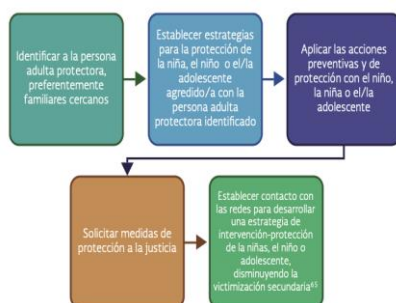 Identificar a la persona
adulta protectora,
preferentemente
familiares cercanos
Establecer estrategias
para la protección de
la niña, el niño o el/la
adolescente
agredido/a con la
persona adulta
protectora identificado
Aplicar las acciones
preventivas y de
protección con el niño,
la niña o el/la
adolescente
Solicitar medidas de
protección a la justicia
Establecer contacto con
las redes para desarrollar
una estrategia de
intervención-protección
de la niñas, el niño o
adolescente,
disminuyendo la
victimización secundaria⁶⁵